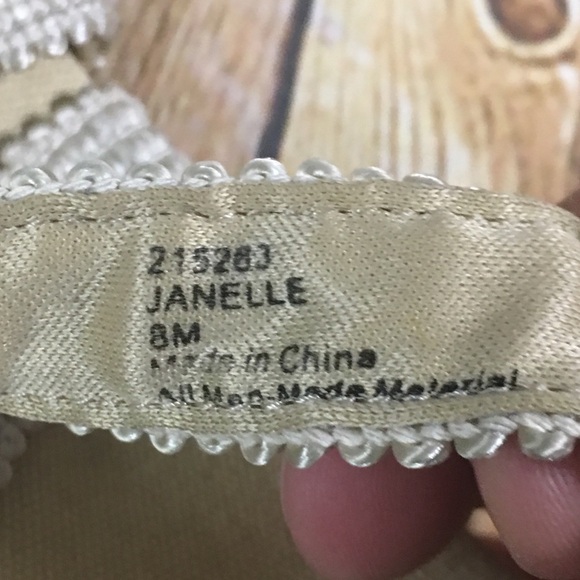 215283
JANELLE
8M
Made in China
All Man-Made Material